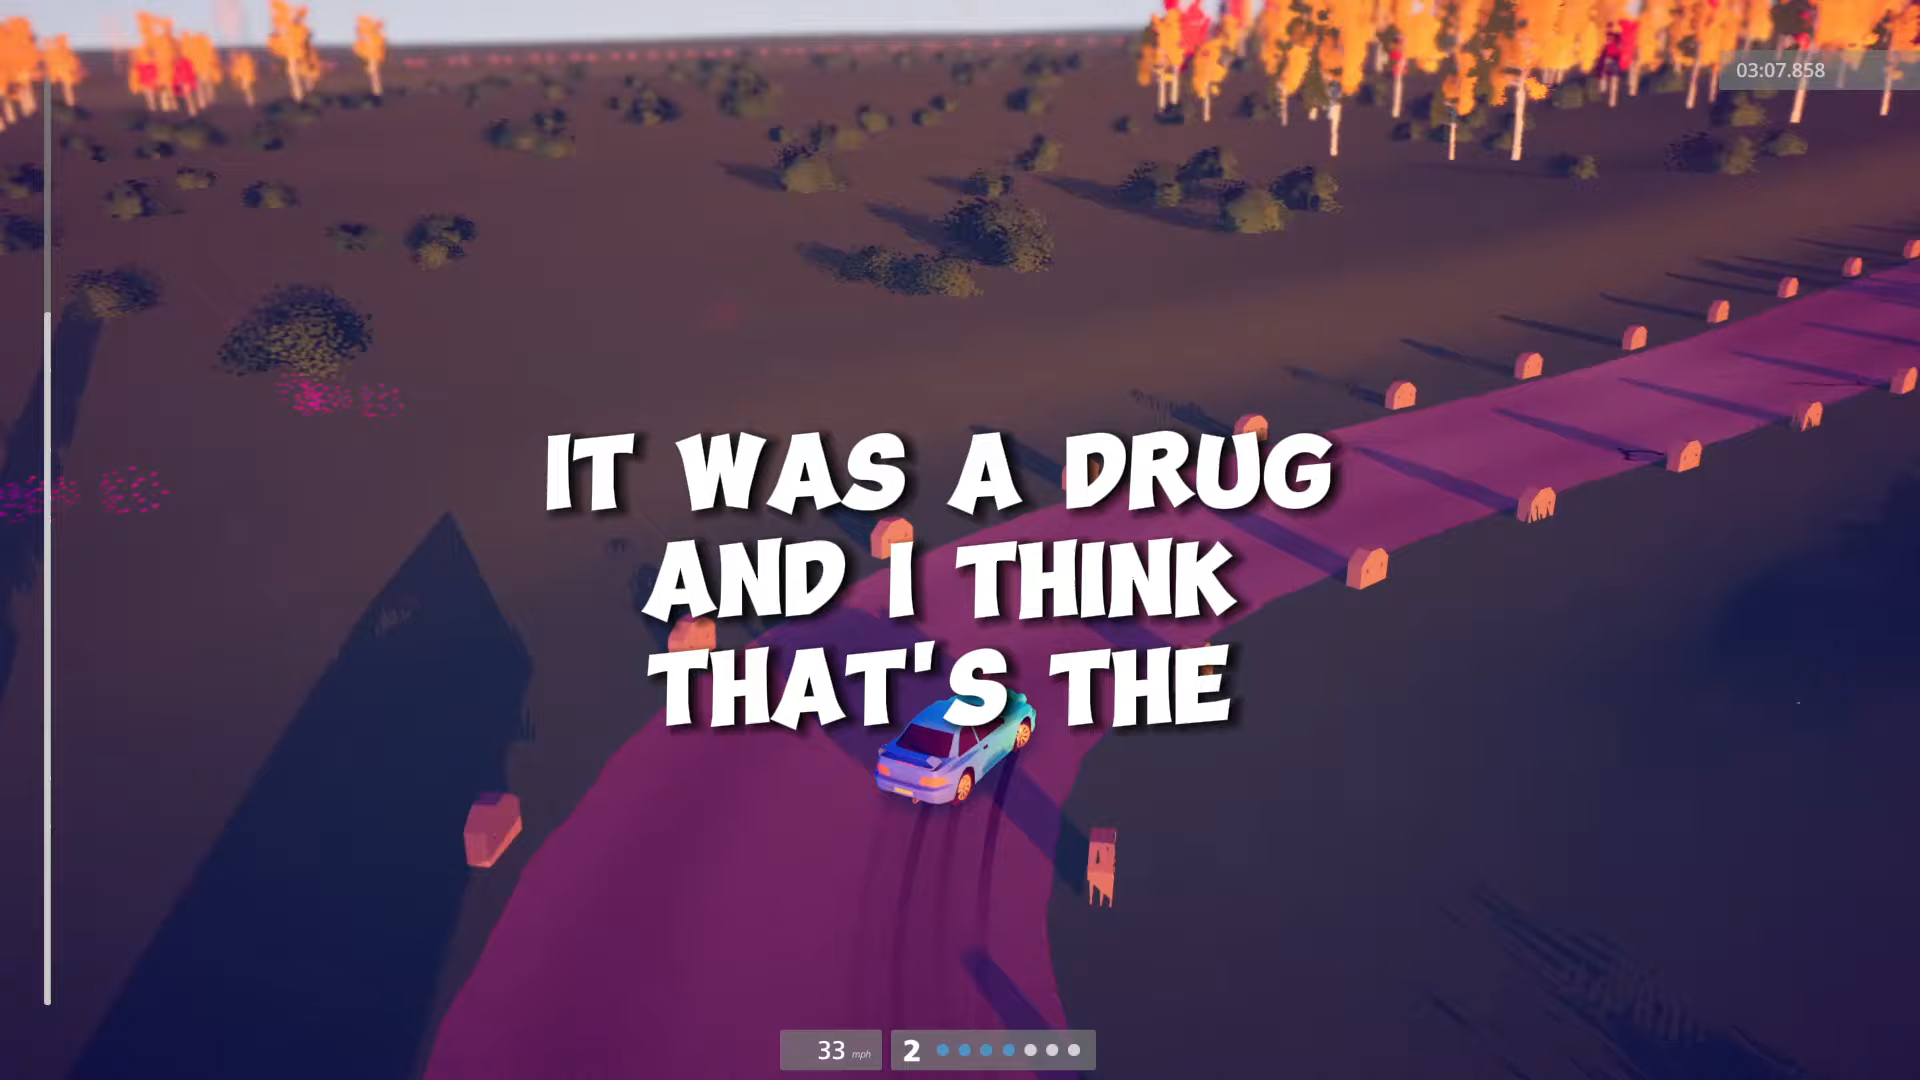 03:07.858
IT WAS A DRUG
AND I THINK
THAT'S THE
33 mph 2